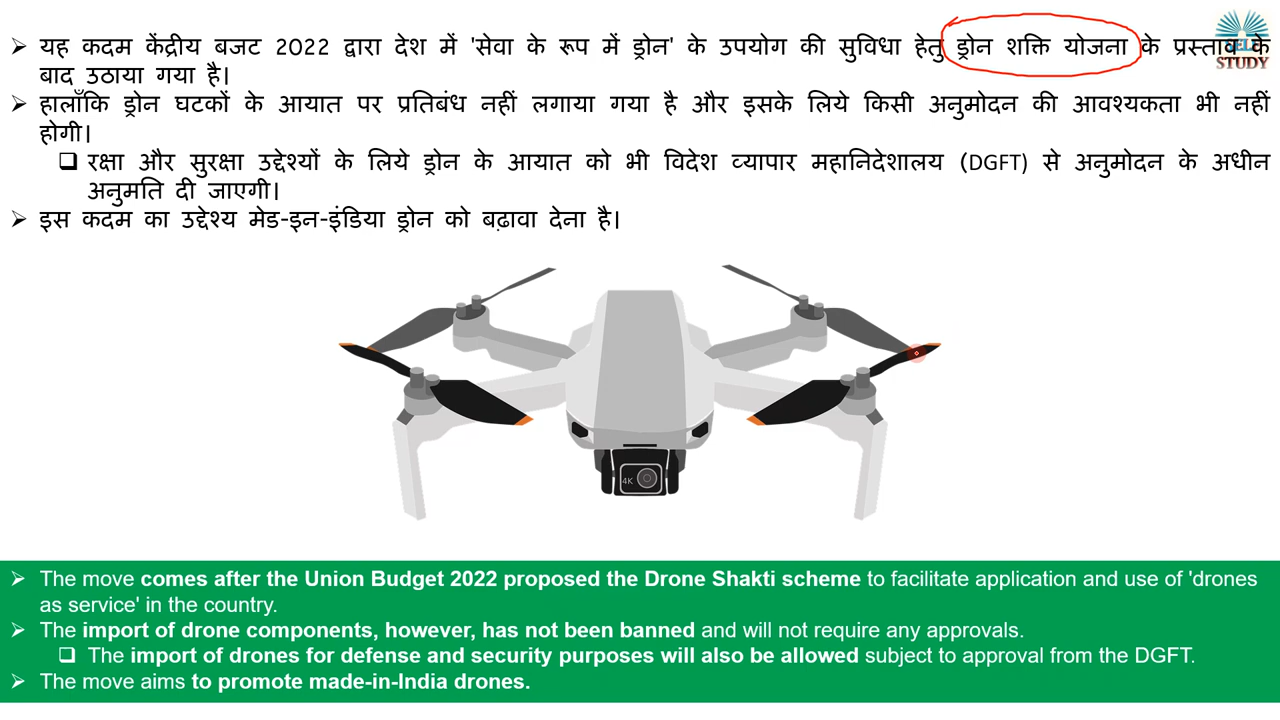 ➢ यह कदम केंद्रीय बजट 2022 द्वारा देश में 'सेवा के रूप में ड्रोन' के उपयोग की सुविधा हेतु ड्रोन शक्ति योजना के प्रस्ताव के
बाद उठाया गया है।
STUDY
➢ हालाँकि ड्रोन घटकों के आयात पर प्रतिबंध नहीं लगाया गया है और इसके लिये किसी अनुमोदन की आवश्यकता भी नहीं
होगी।
❑ रक्षा और सुरक्षा उद्देश्यों के लिये ड्रोन के आयात को भी विदेश व्यापार महानिदेशालय (DGFT) से अनुमोदन के अधीन
अनुमति दी जाएगी।
➢ इस कदम का उद्देश्य मेड-इन-इंडिया ड्रोन को बढ़ावा देना है।
4K
➢ The move comes after the Union Budget 2022 proposed the Drone Shakti scheme to facilitate application and use of 'drones
as service' in the country.
➢ The import of drone components, however, has not been banned and will not require any approvals.
❑ The import of drones for defense and security purposes will also be allowed subject to approval from the DGFT.
➢ The move aims to promote made-in-India drones.